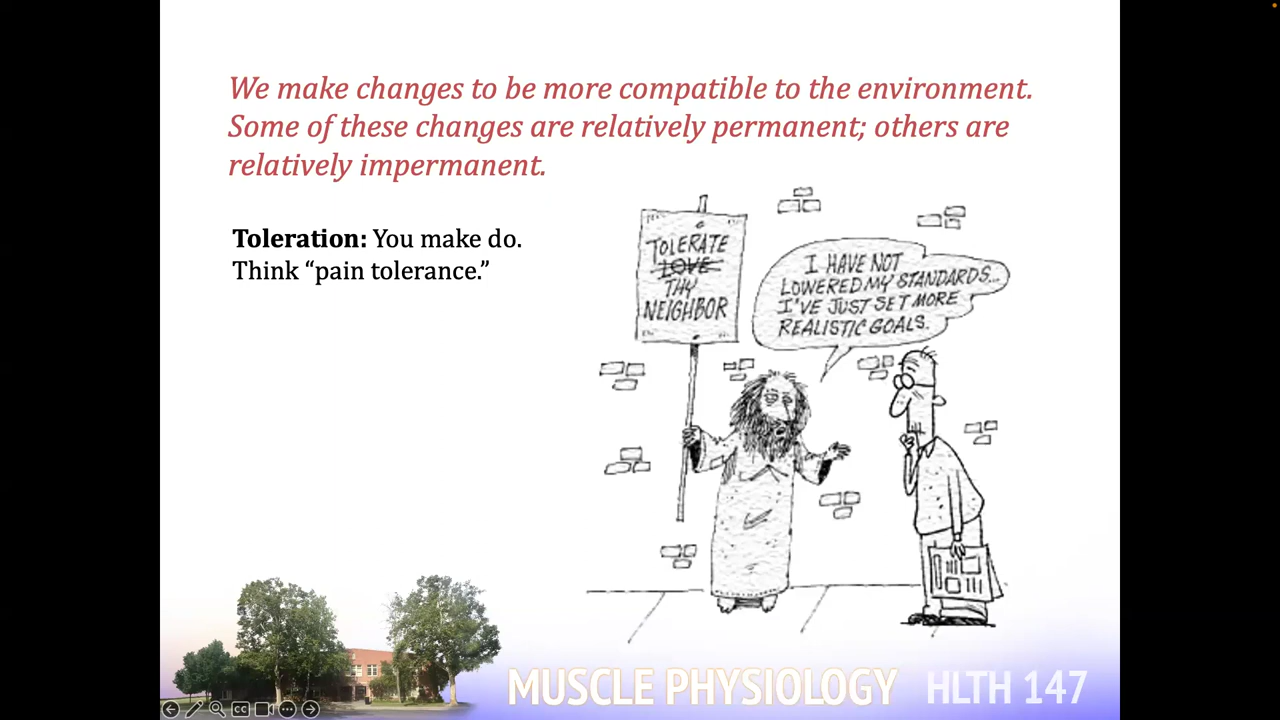 We make changes to be more compatible to the environment.
Some of these changes are relatively permanent; others are
relatively impermanent.
Toleration: You make do.
Think “pain tolerance.”
TOLERATE
LOVE
THY
NEIGHBOR
I HAVE NOT
LOWERED MY STANDARDS...
I'VE JUST SET MORE
REALISTIC GOALS.
MUSCLE PHYSIOLOGY HLTH 147
CC